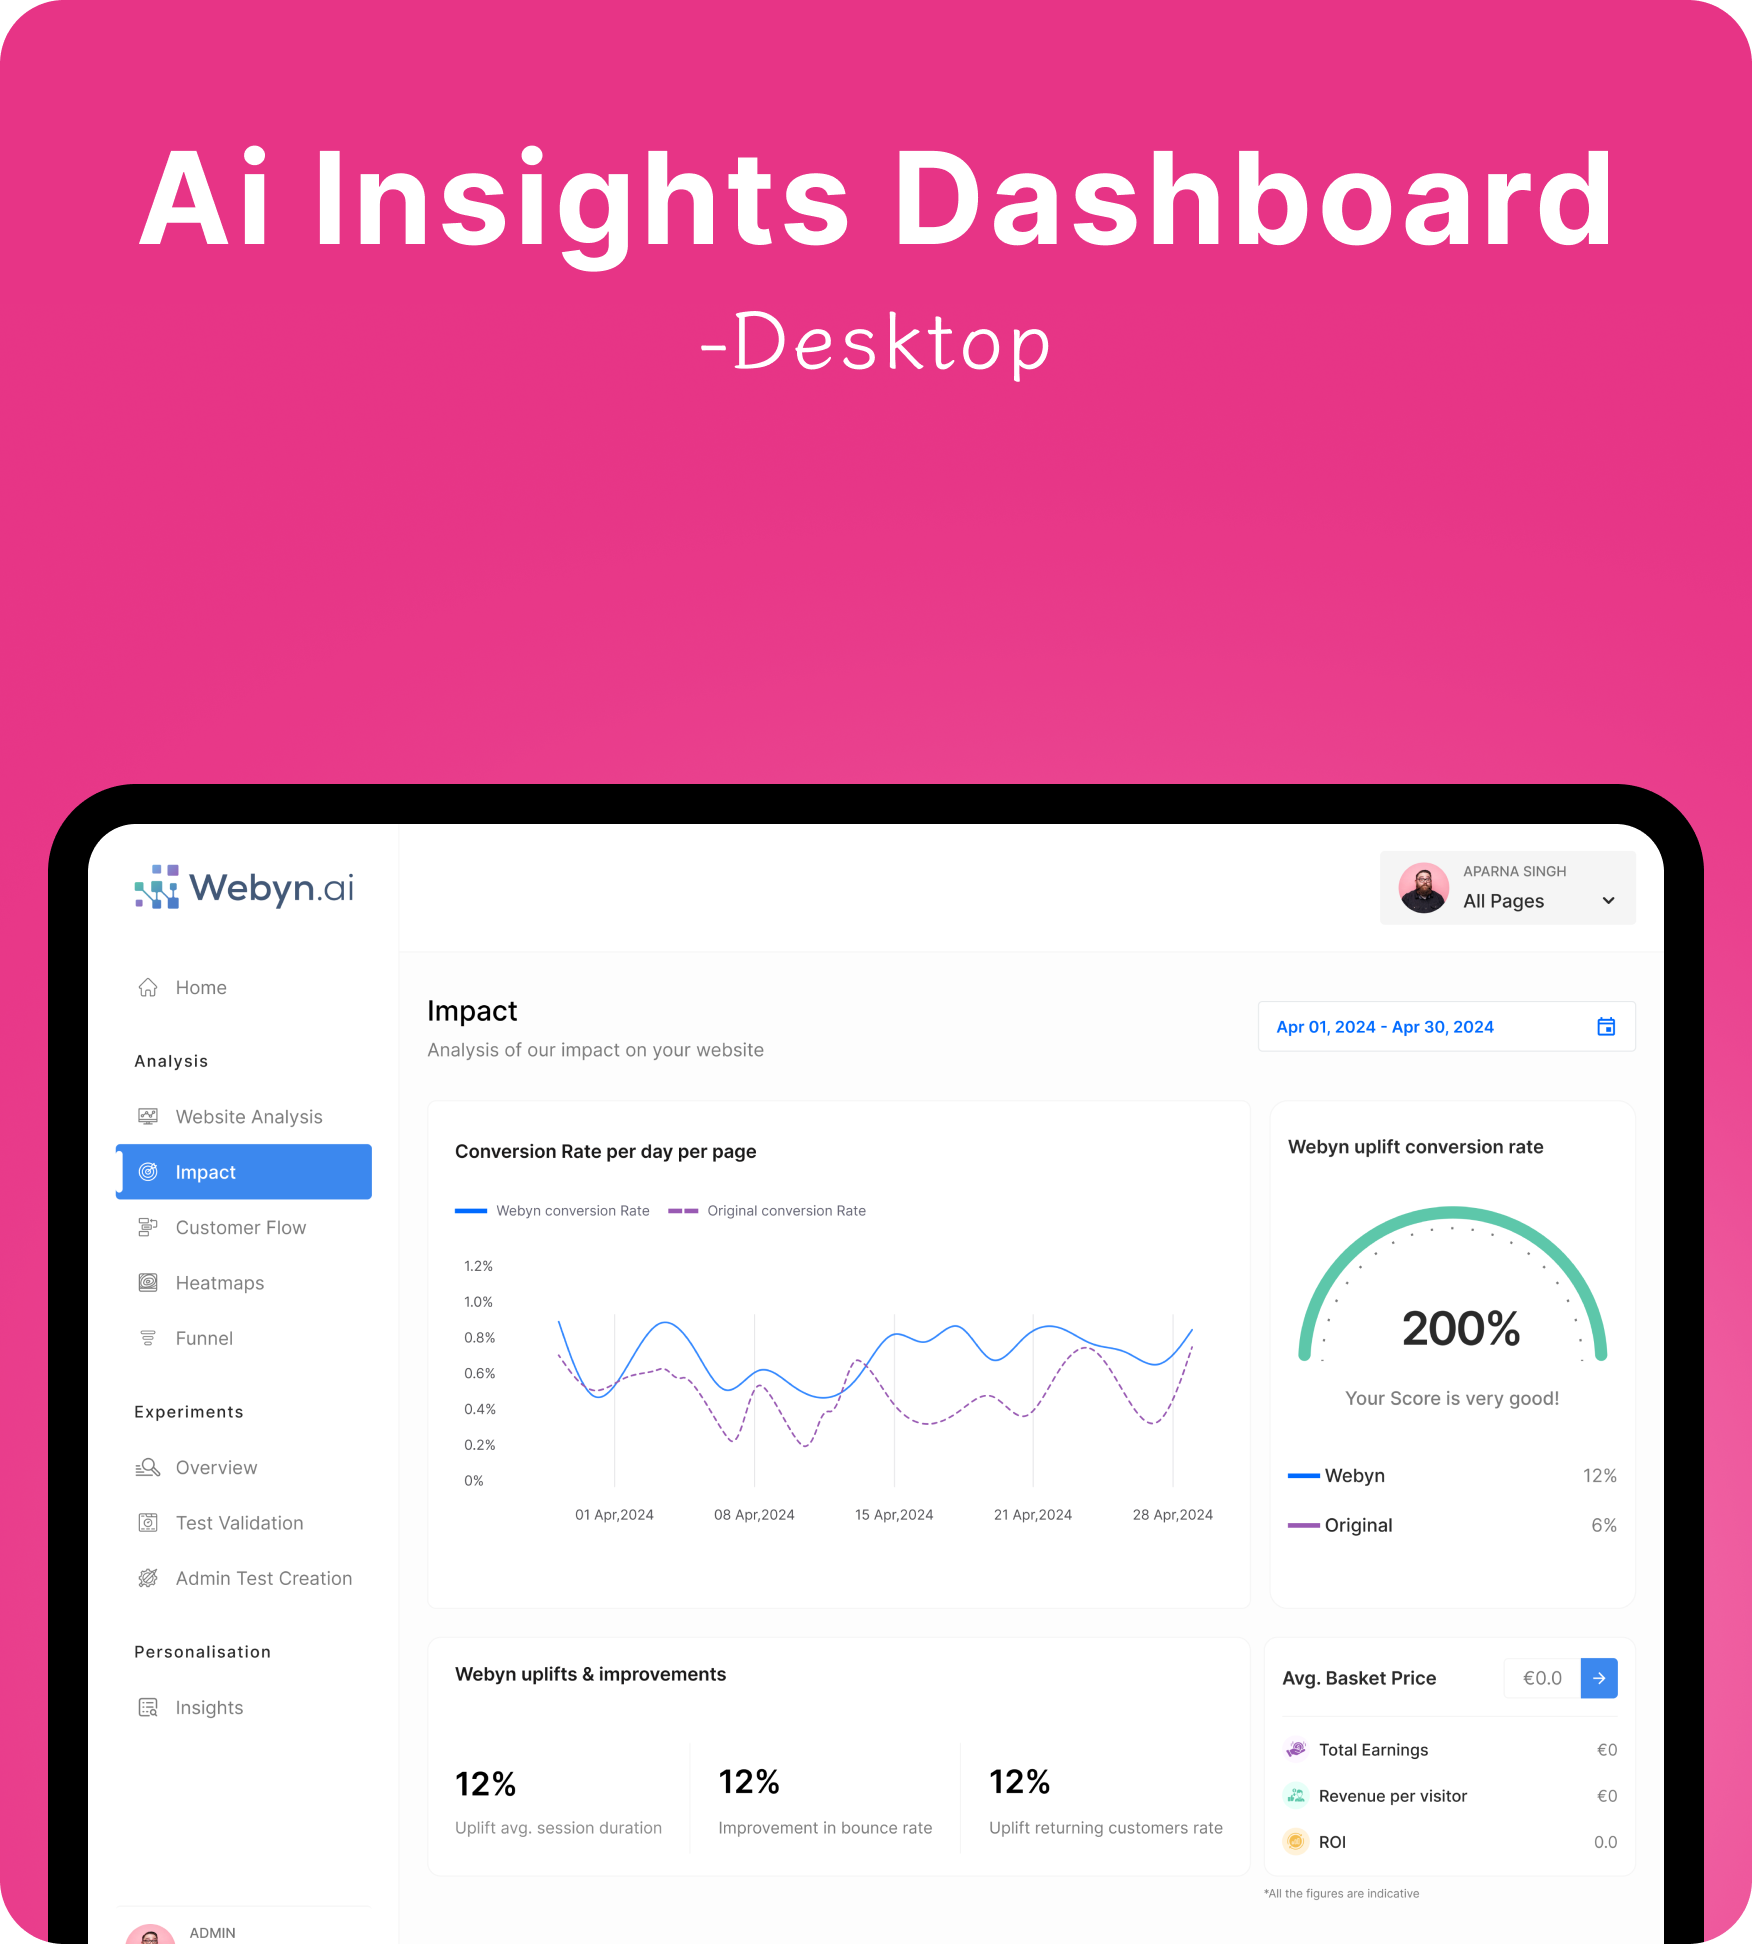 Ai Insights Dashboard
-Desktop
Webyn.ai
APARNA SINGH
All Pages
Home
Analysis
Website Analysis
Impact
Customer Flow
Heatmaps
Funnel
Experiments
Overview
Test Validation
Admin Test Creation
Personalisation
Insights
ADMIN
Impact
Analysis of our impact on your website
Apr 01, 2024 - Apr 30, 2024
Conversion Rate per day per page
Webyn conversion Rate
Original conversion Rate
1.2%
1.0%
0.8%
0.6%
0.4%
0.2%
0%
01 Apr,2024
08 Apr,2024
15 Apr,2024
21 Apr,2024
28 Apr,2024
Webyn uplift conversion rate
200%
Your Score is very good!
Webyn 12%
Original 6%
Webyn uplifts & improvements
12%
Uplift avg. session duration
12%
Improvement in bounce rate
12%
Uplift returning customers rate
Avg. Basket Price €0.0
Total Earnings €0
Revenue per visitor €0
ROI 0.0
*All the figures are indicative